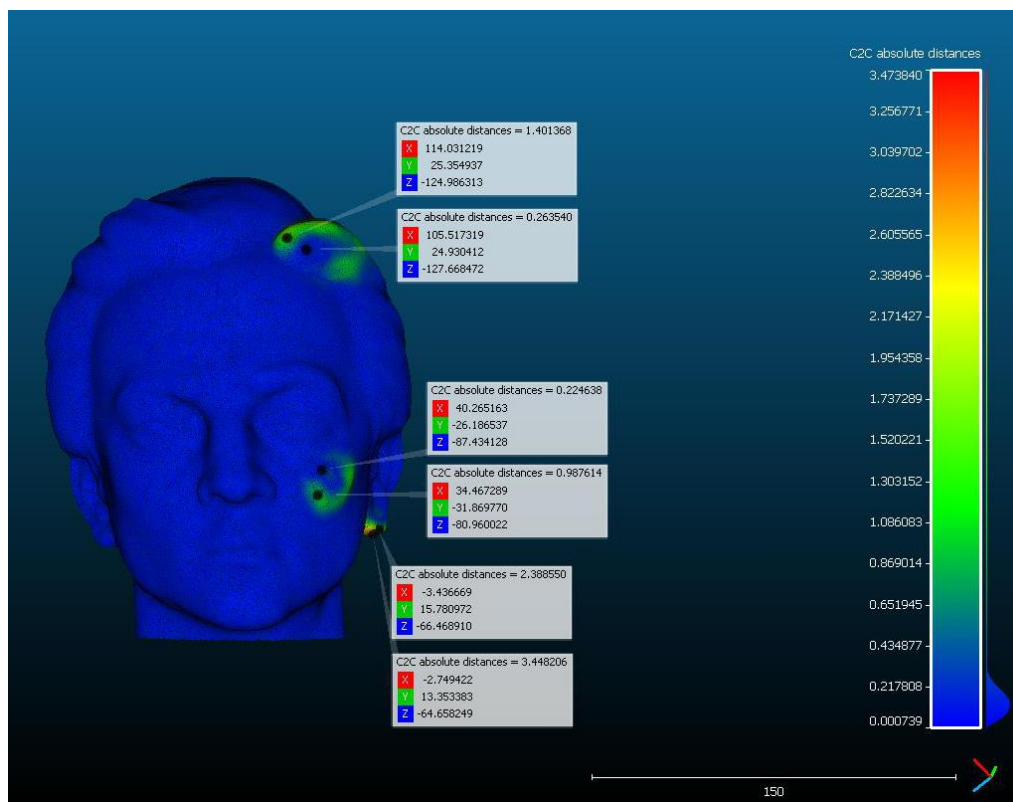 C2C absolute distances
3.473840
3.256771
3.039702
2.822634
2.605565
2.388496
2.171427
1.954358
1.737289
1.520221
1.303152
1.086083
0.869014
0.651945
0.434877
0.217808
0.000739
C2C absolute distances = 1.401368
X 114.031219
Y 25.354937
Z -124.986313
C2C absolute distances = 0.263540
X 105.517319
Y 24.930412
Z -127.668472
C2C absolute distances = 0.224638
X 40.265163
Y -26.186537
Z -87.434128
C2C absolute distances = 0.987614
X 34.467289
Y -31.869770
Z -80.960022
C2C absolute distances = 2.388550
X -3.436669
Y 15.780972
Z -66.468910
C2C absolute distances = 3.448206
X -2.749422
Y 13.353383
Z -64.658249
150